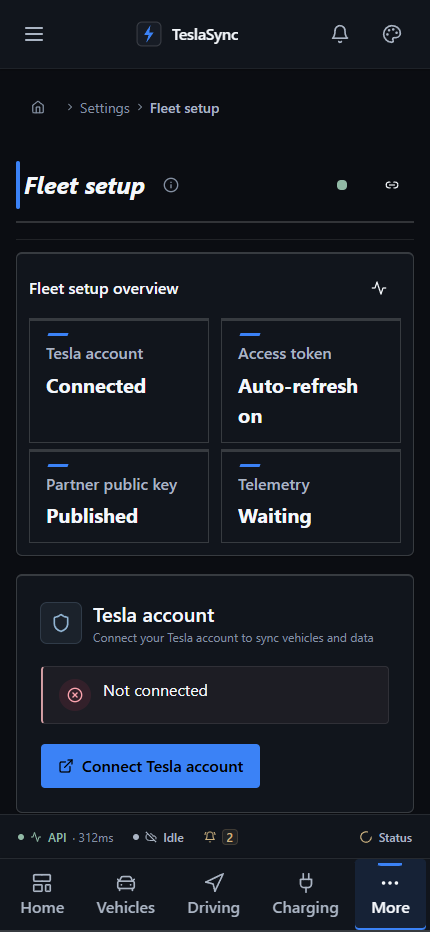 TeslaSync
Settings
Fleet setup
Fleet setup
Fleet setup overview
Tesla account
Connected
Access token
Auto-refresh
on
Partner public key
Published
Telemetry
Waiting
Tesla account
Connect your Tesla account to sync vehicles and data
Not connected
Connect Tesla account
API · 312ms
Idle
2
Status
Home
Vehicles
Driving
Charging
More